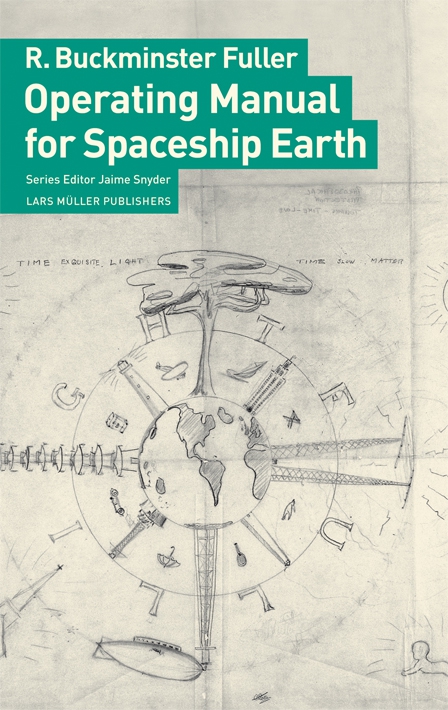 R. Buckminster Fuller
Operating Manual
for Spaceship Earth
Series Editor Jaime Snyder
LARS MÜLLER PUBLISHERS
TIME EXQUISITE LIGHT
TIME SLOW MATTER